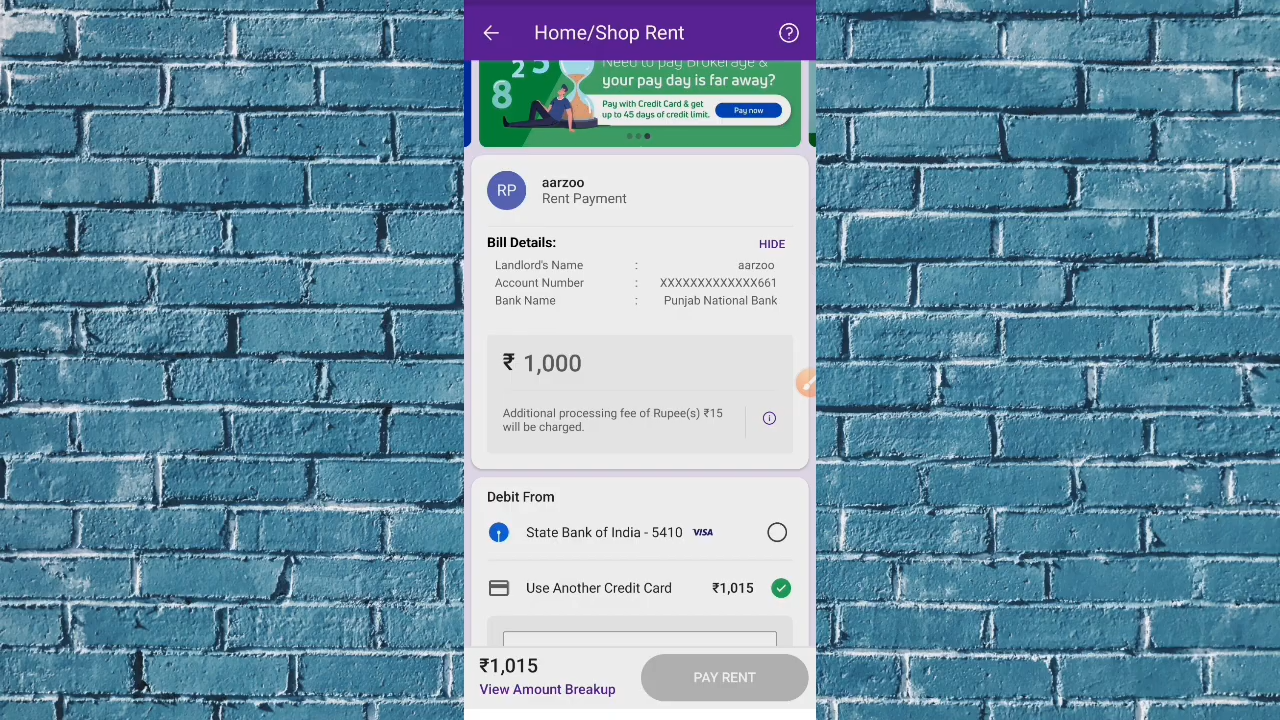 Home/Shop Rent
8 2 5
Need to pay Brokerage &
your pay day is far away?
Pay with Credit Card & get
up to 45 days of credit limit.
Pay now
RP
aarzoo
Rent Payment
Bill Details:
HIDE
Landlord's Name : aarzoo
Account Number : XXXXXXXXXXXXX661
Bank Name : Punjab National Bank
₹ 1,000
Additional processing fee of Rupee(s) ₹15
will be charged.
Debit From
State Bank of India - 5410 VISA
Use Another Credit Card ₹1,015
₹1,015
View Amount Breakup
PAY RENT